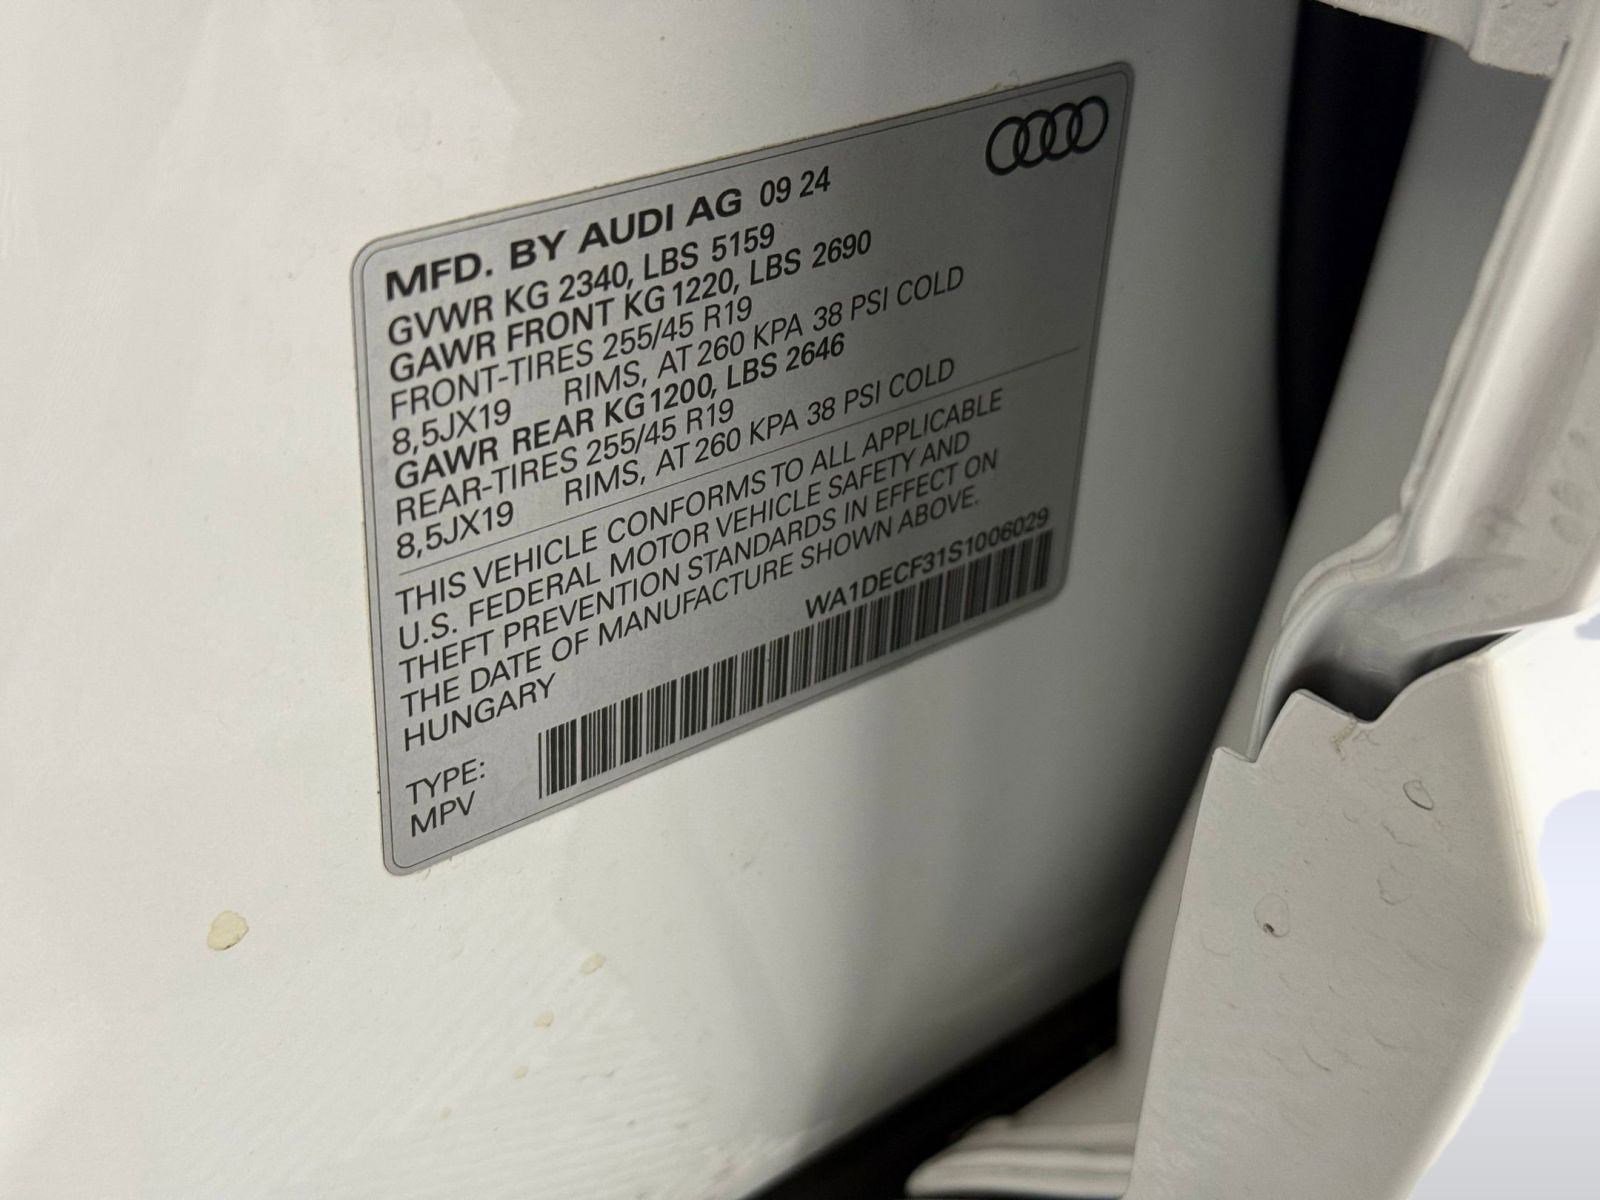 MFD. BY AUDI AG 09 24
GVWR KG 2340, LBS 5159
GAWR FRONT KG 1220, LBS 2690
FRONT-TIRES 255/45 R19
8,5JX19 RIMS, AT 260 KPA 38 PSI COLD
GAWR REAR KG 1200, LBS 2646
REAR-TIRES 255/45 R19
8,5JX19 RIMS, AT 260 KPA 38 PSI COLD
THIS VEHICLE CONFORMS TO ALL APPLICABLE
U.S. FEDERAL MOTOR VEHICLE SAFETY AND
THEFT PREVENTION STANDARDS IN EFFECT ON
THE DATE OF MANUFACTURE SHOWN ABOVE.
HUNGARY
WA1DECF31S1006029
TYPE:
MPV